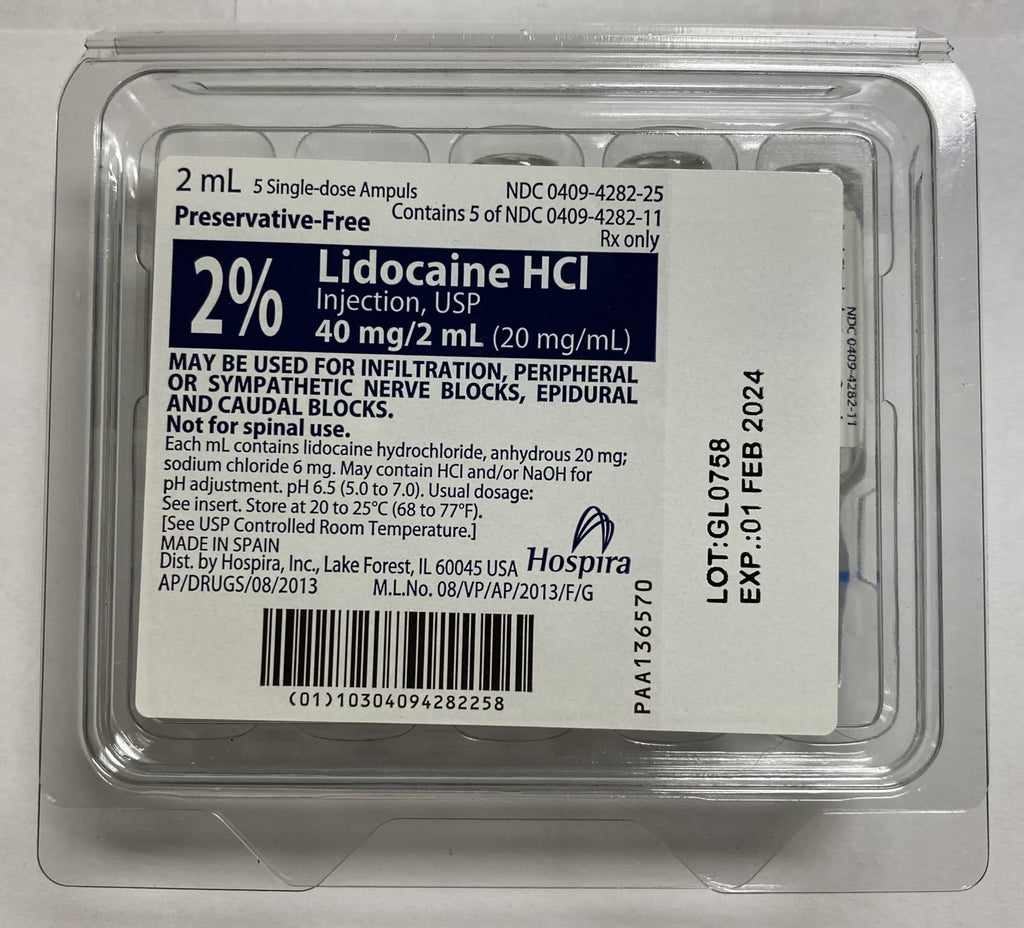 2 mL 5 Single-dose Ampuls NDC 0409-4282-25
Preservative-Free Contains 5 of NDC 0409-4282-11
Rx only
2% Lidocaine HCl
Injection, USP
40 mg/2 mL (20 mg/mL)
MAY BE USED FOR INFILTRATION, PERIPHERAL
OR SYMPATHETIC NERVE BLOCKS, EPIDURAL
AND CAUDAL BLOCKS.
Not for spinal use.
Each mL contains lidocaine hydrochloride, anhydrous 20 mg;
sodium chloride 6 mg. May contain HCl and/or NaOH for
pH adjustment. pH 6.5 (5.0 to 7.0). Usual dosage:
See insert. Store at 20 to 25°C (68 to 77°F).
[See USP Controlled Room Temperature.]
MADE IN SPAIN
Dist. by Hospira, Inc., Lake Forest, IL 60045 USA
AP/DRUGS/08/2013 M.L.No. 08/VP/AP/2013/F/G
Hospira
(01)10304094282258
PAA136570
LOT:GL0758
EXP.:01 FEB 2024
NDC 0409-4282-11